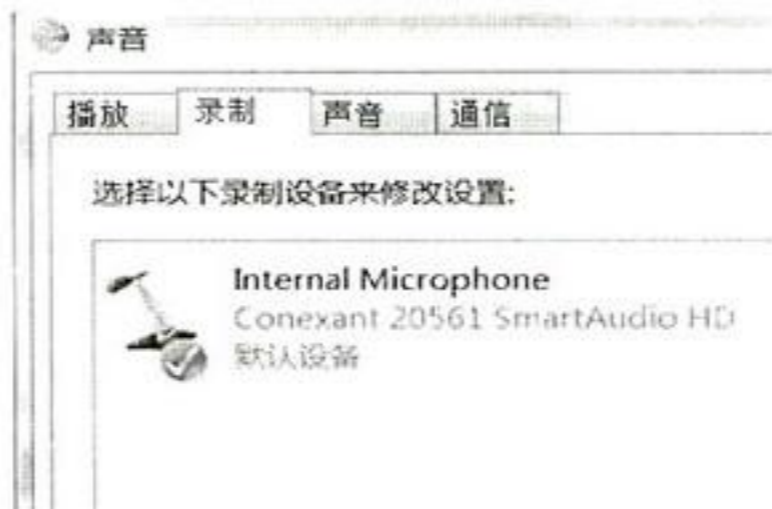 声音
播放 录制 声音 通信
选择以下录制设备来修改设置:
Internal Microphone
Conexant 20561 SmartAudio HD
默认设备